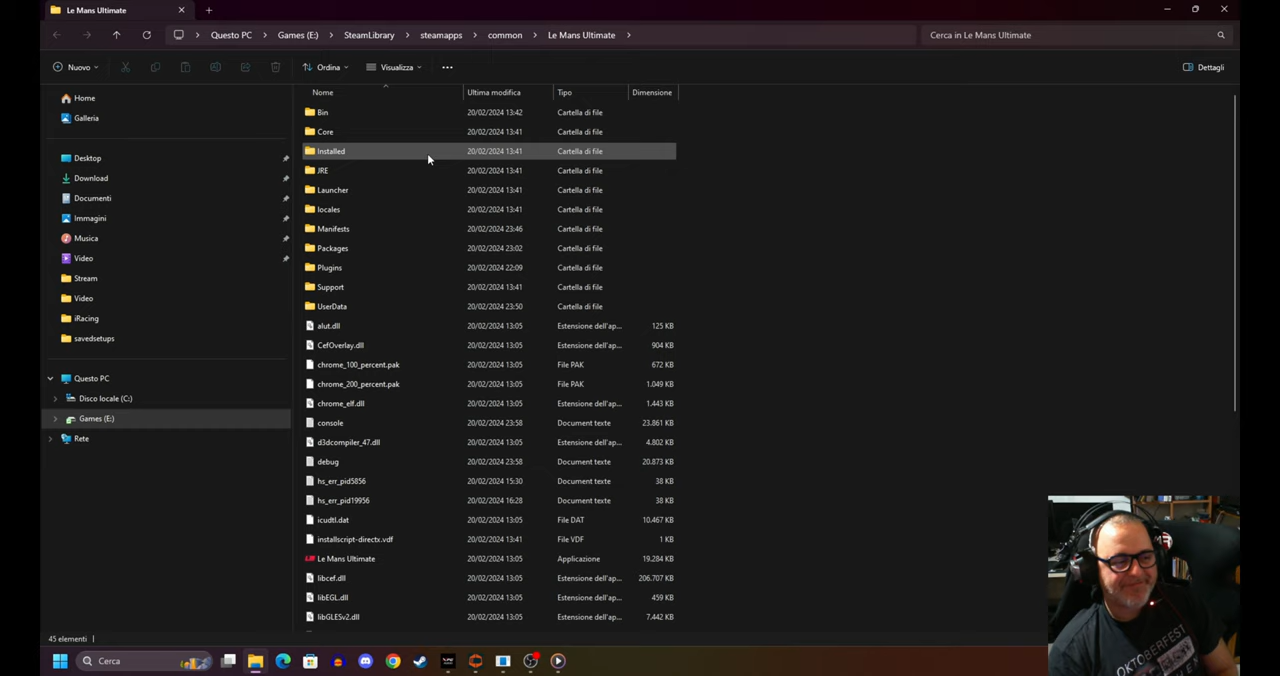 Le Mans Ultimate
Questo PC > Games (E:) > SteamLibrary > steamapps > common > Le Mans Ultimate >
Cerca in Le Mans Ultimate
Nuovo
Ordina
Visualizza
Dettagli
Home
Galleria
Desktop
Download
Documenti
Immagini
Musica
Video
Stream
Video
iRacing
savedsetups
Questo PC
Disco locale (C:)
Games (E:)
Rete
Nome Ultima modifica Tipo Dimensione
Bin 20/02/2024 13:42 Cartella di file
Core 20/02/2024 13:41 Cartella di file
Installed 20/02/2024 13:41 Cartella di file
JRE 20/02/2024 13:41 Cartella di file
Launcher 20/02/2024 13:41 Cartella di file
locales 20/02/2024 13:41 Cartella di file
Manifests 20/02/2024 23:46 Cartella di file
Packages 20/02/2024 23:02 Cartella di file
Plugins 20/02/2024 22:09 Cartella di file
Support 20/02/2024 13:41 Cartella di file
UserData 20/02/2024 23:50 Cartella di file
alut.dll 20/02/2024 13:05 Estensione dell'ap... 125 KB
CefOverlay.dll 20/02/2024 13:05 Estensione dell'ap... 904 KB
chrome_100_percent.pak 20/02/2024 13:05 File PAK 672 KB
chrome_200_percent.pak 20/02/2024 13:05 File PAK 1.049 KB
chrome_elf.dll 20/02/2024 13:05 Estensione dell'ap... 1.443 KB
console 20/02/2024 23:58 Document texte 23.861 KB
d3dcompiler_47.dll 20/02/2024 13:05 Estensione dell'ap... 4.802 KB
debug 20/02/2024 23:58 Document texte 20.873 KB
hs_err_pid5856 20/02/2024 15:30 Document texte 38 KB
hs_err_pid19956 20/02/2024 16:28 Document texte 38 KB
icudtl.dat 20/02/2024 13:05 File DAT 10.467 KB
installscript-directx.vdf 20/02/2024 13:41 File VDF 1 KB
Le Mans Ultimate 20/02/2024 13:05 Applicazione 19.284 KB
libcef.dll 20/02/2024 13:05 Estensione dell'ap... 206.707 KB
libEGL.dll 20/02/2024 13:05 Estensione dell'ap... 459 KB
libGLESv2.dll 20/02/2024 13:05 Estensione dell'ap... 7.442 KB
45 elementi
Cerca
OKTOBERFEST